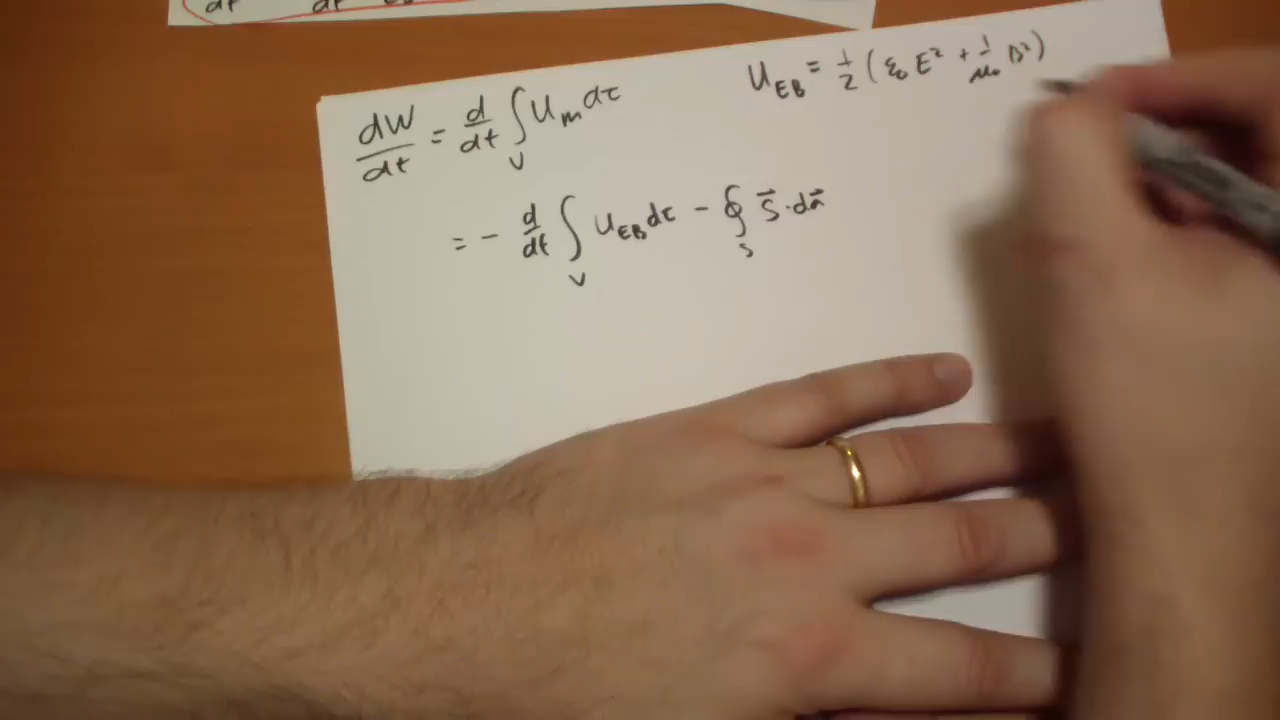 dW/dt = d/dt ∫_V U_m dτ
U_EB = 1/2 (ε₀ E² + 1/μ₀ B²)
= - d/dt ∫_V U_EB dτ - ∮_S S⃗ · da⃗